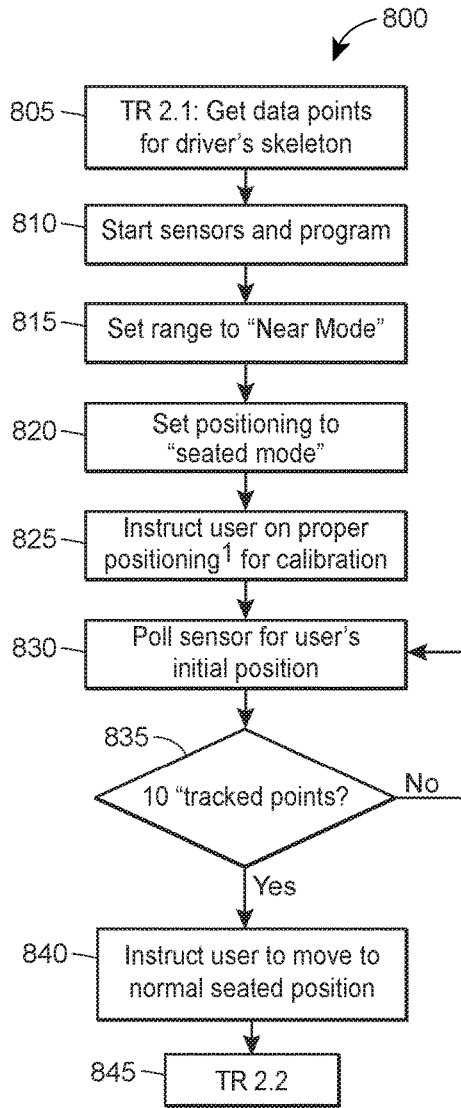 800
805
TR 2.1: Get data points
for driver's skeleton
810
Start sensors and program
815
Set range to “Near Mode”
820
Set positioning to
“seated mode”
825
Instruct user on proper
positioning1 for calibration
830
Poll sensor for user's
initial position
835
10 “tracked points?
No
Yes
840
Instruct user to move to
normal seated position
845
TR 2.2